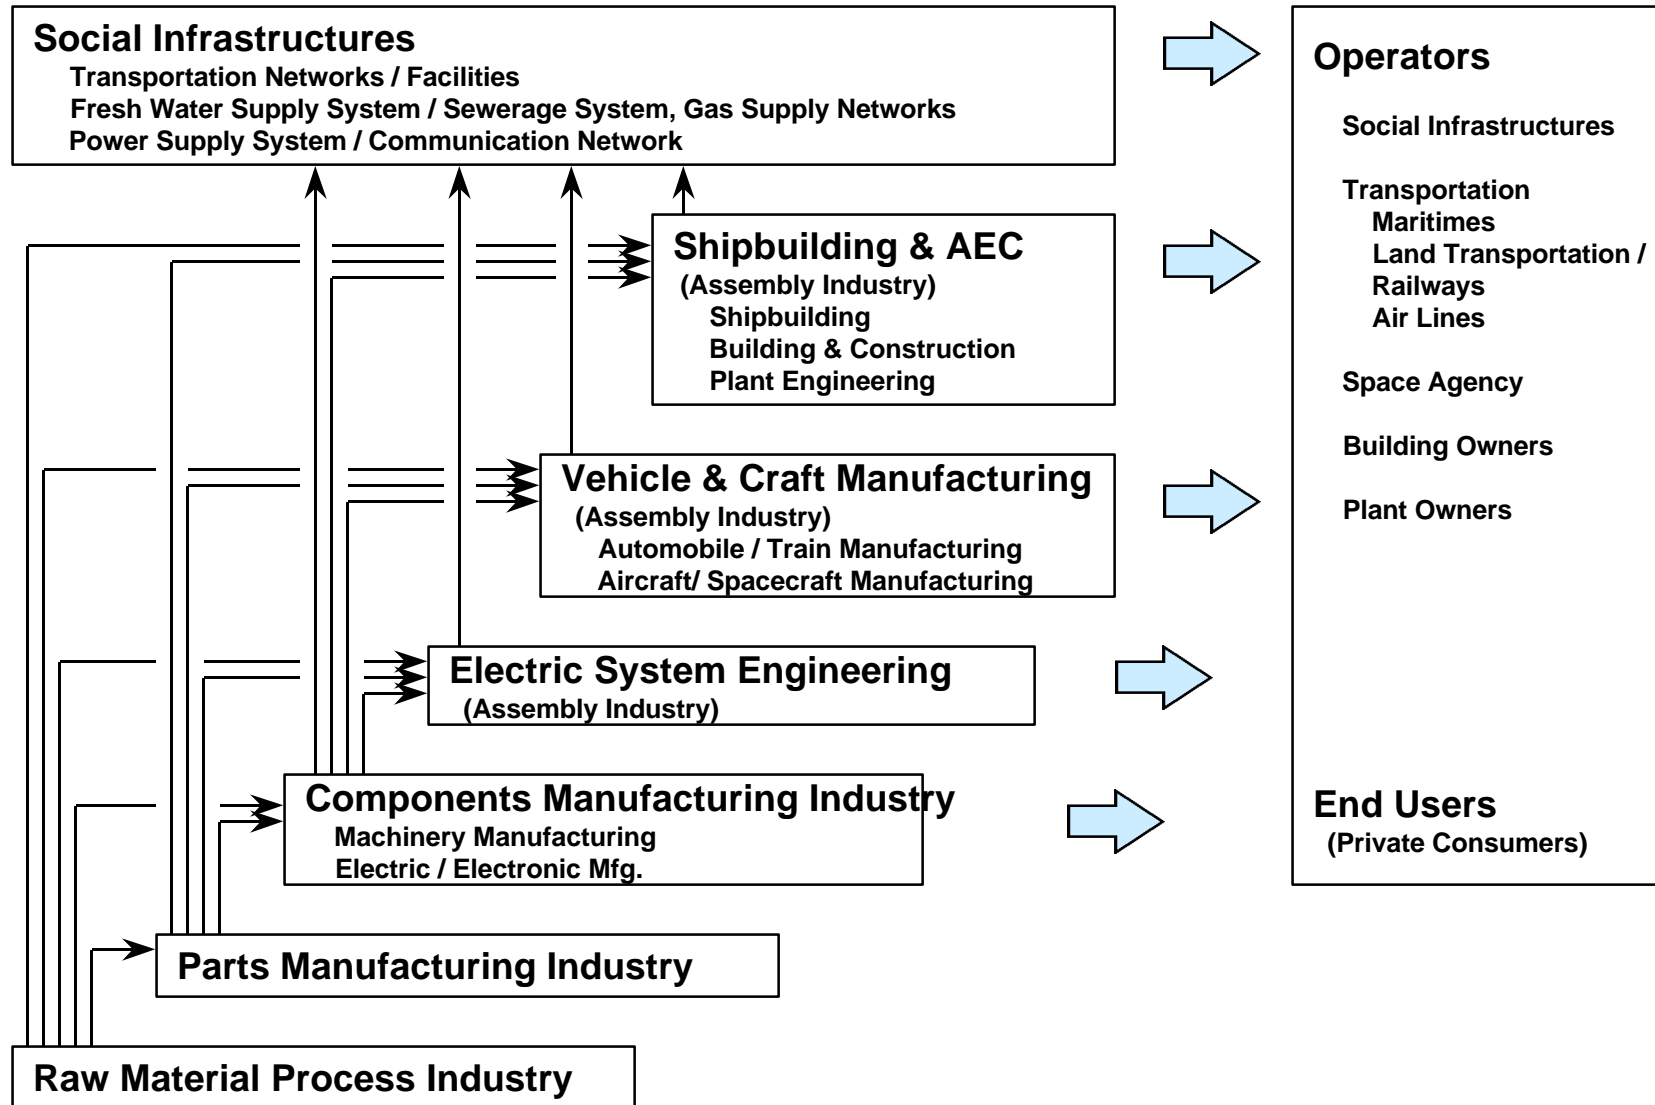 Social Infrastructures
Transportation Networks / Facilities
Fresh Water Supply System / Sewerage System, Gas Supply Networks
Power Supply System / Communication Network
Shipbuilding & AEC
(Assembly Industry)
Shipbuilding
Building & Construction
Plant Engineering
Vehicle & Craft Manufacturing
(Assembly Industry)
Automobile / Train Manufacturing
Aircraft/ Spacecraft Manufacturing
Electric System Engineering
(Assembly Industry)
Components Manufacturing Industry
Machinery Manufacturing
Electric / Electronic Mfg.
Parts Manufacturing Industry
Raw Material Process Industry
Operators
Social Infrastructures
Transportation
Maritimes
Land Transportation /
Railways
Air Lines
Space Agency
Building Owners
Plant Owners
End Users
(Private Consumers)